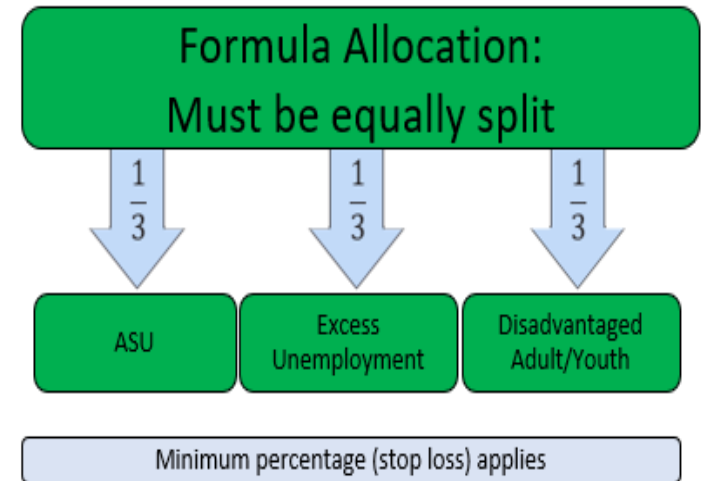 Formula Allocation:
Must be equally split
1/3 1/3 1/3
ASU
Excess
Unemployment
Disadvantaged
Adult/Youth
Minimum percentage (stop loss) applies